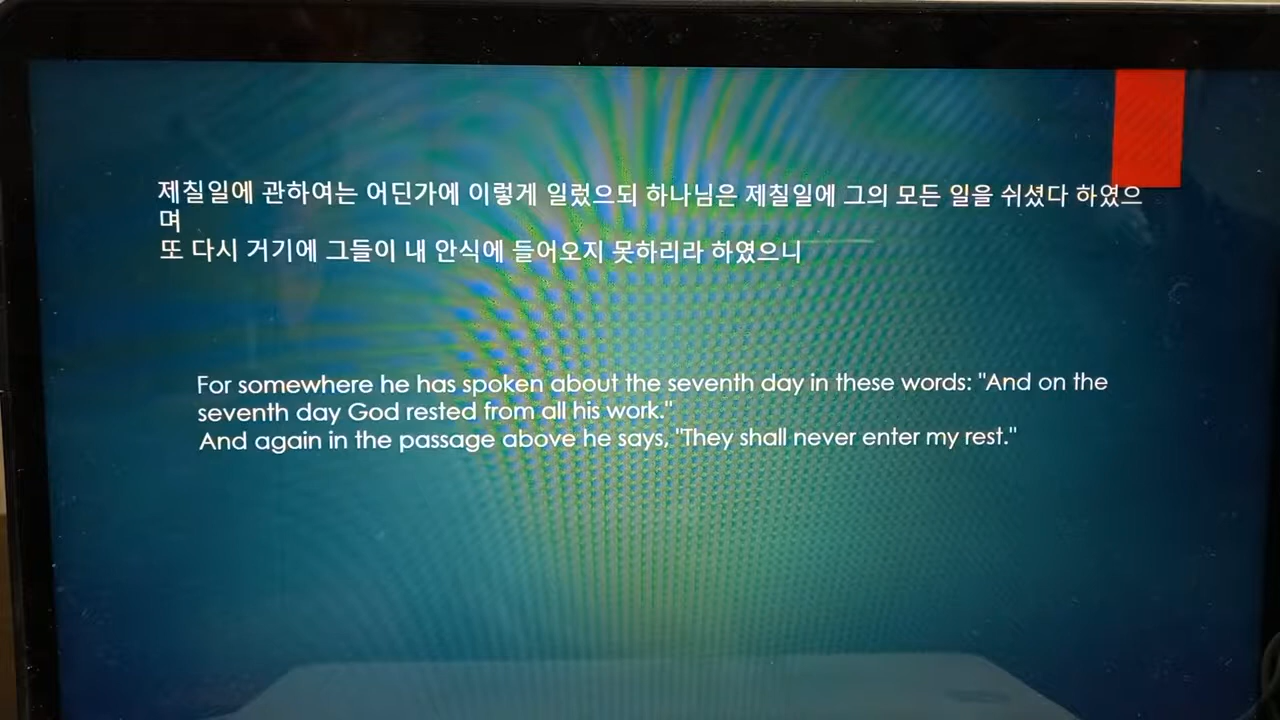 제칠일에 관하여는 어딘가에 이렇게 일렀으되 하나님은 제칠일에 그의 모든 일을 쉬셨다 하였으
며
또 다시 거기에 그들이 내 안식에 들어오지 못하리라 하였으니
For somewhere he has spoken about the seventh day in these words: "And on the
seventh day God rested from all his work."
And again in the passage above he says, "They shall never enter my rest."